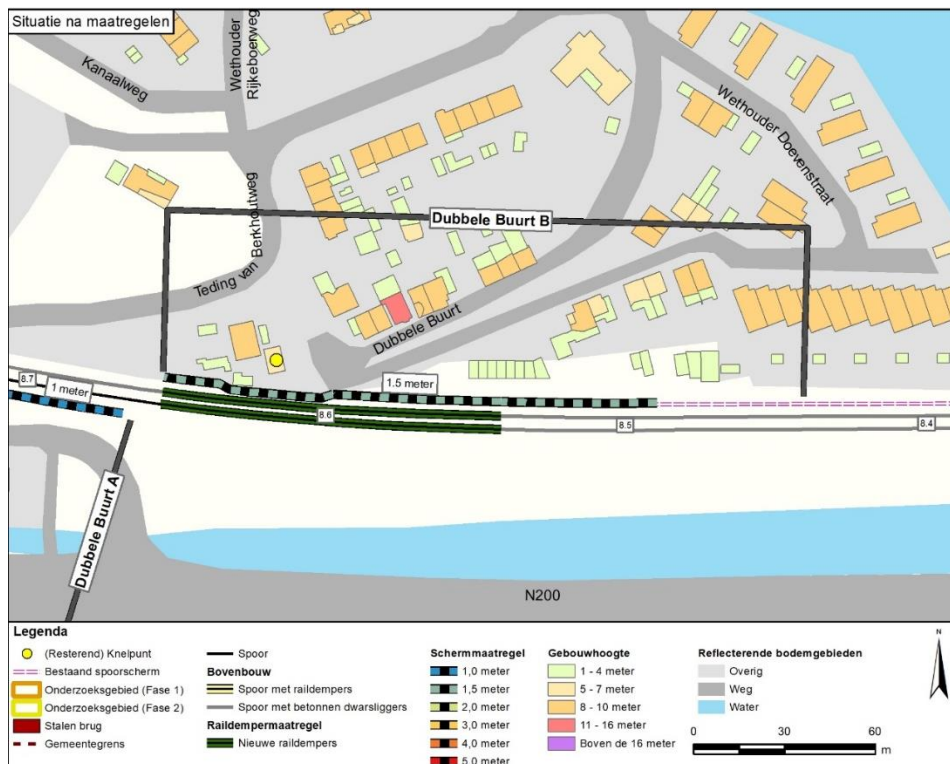 Situatie na maatregelen
Kanaalweg
Wethouder
Rijkeboerweg
Wethouder Doevenstraat
Dubbele Buurt B
Teding van Berkhoutweg
Dubbele Buurt
8.7
1 meter
1.5 meter
8.6
8.5
8.4
Dubbele Buurt A
N200
Legenda
(Resterend) Knelpunt
Bestaand spoorscherm
Onderzoeksgebied (Fase 1)
Onderzoeksgebied (Fase 2)
Stalen brug
Gemeentegrens
Spoor
Bovenbouw
Spoor met raildempers
Spoor met betonnen dwarsliggers
Raildempermaatregel
Nieuwe raildempers
Schermmaatregel
1,0 meter
1,5 meter
2,0 meter
3,0 meter
4,0 meter
5,0 meter
Gebouwhoogte
1 - 4 meter
5 - 7 meter
8 - 10 meter
11 - 16 meter
Boven de 16 meter
Reflecterende bodemgebieden
Overig
Weg
Water
N
0 30 60
m